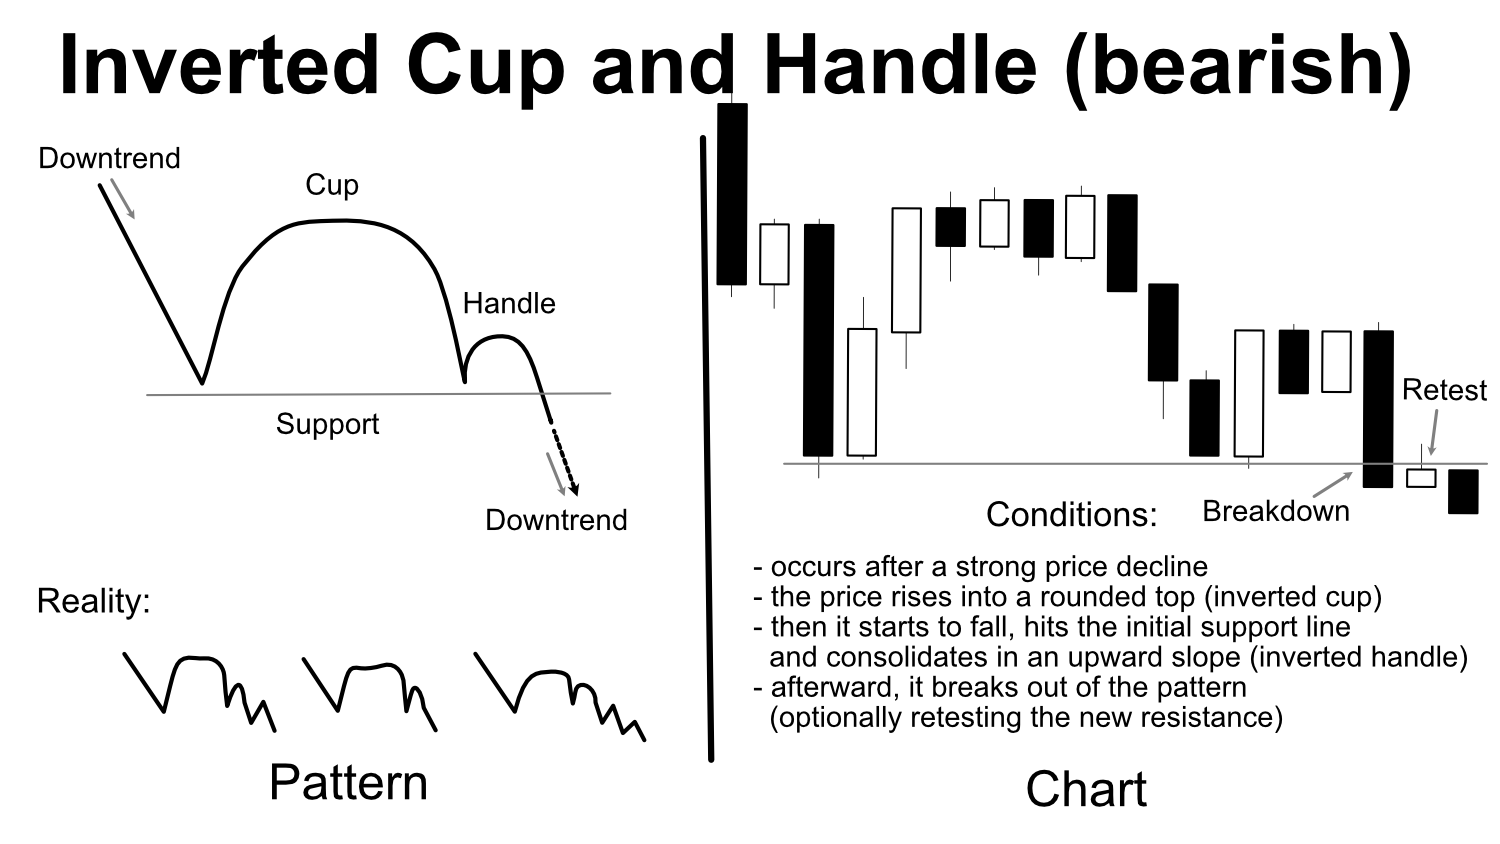 Inverted Cup and Handle (bearish)
Downtrend
Cup
Handle
Support
Downtrend
Reality:
Pattern
Retest
Breakdown
Conditions:
- occurs after a strong price decline
- the price rises into a rounded top (inverted cup)
- then it starts to fall, hits the initial support line
and consolidates in an upward slope (inverted handle)
- afterward, it breaks out of the pattern
(optionally retesting the new resistance)
Chart